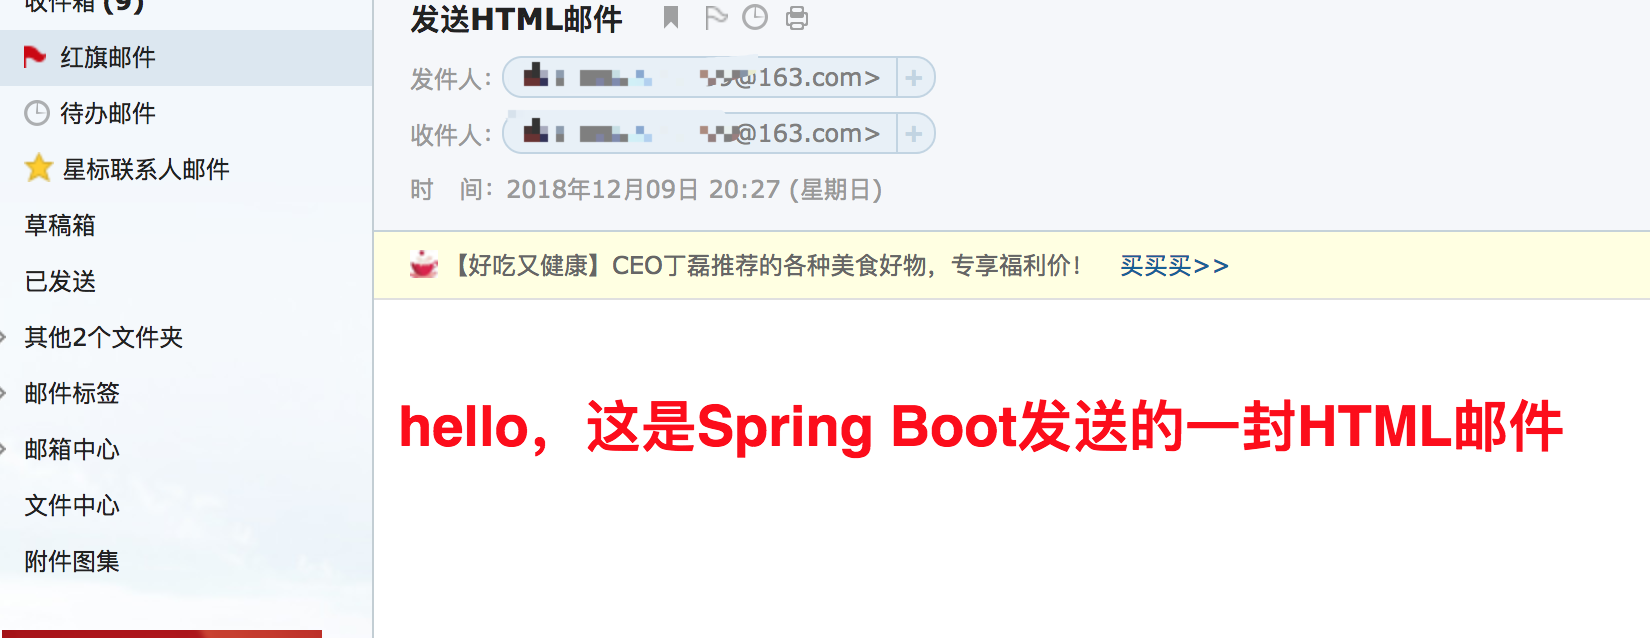 收件箱 (9)
红旗邮件
待办邮件
星标联系人邮件
草稿箱
已发送
其他2个文件夹
邮件标签
邮箱中心
文件中心
附件图集
发送HTML邮件
发件人： @163.com> +
收件人： @163.com> +
时 间： 2018年12月09日 20:27 (星期日)
【好吃又健康】CEO丁磊推荐的各种美食好物，专享福利价！ 买买买>>
hello，这是Spring Boot发送的一封HTML邮件